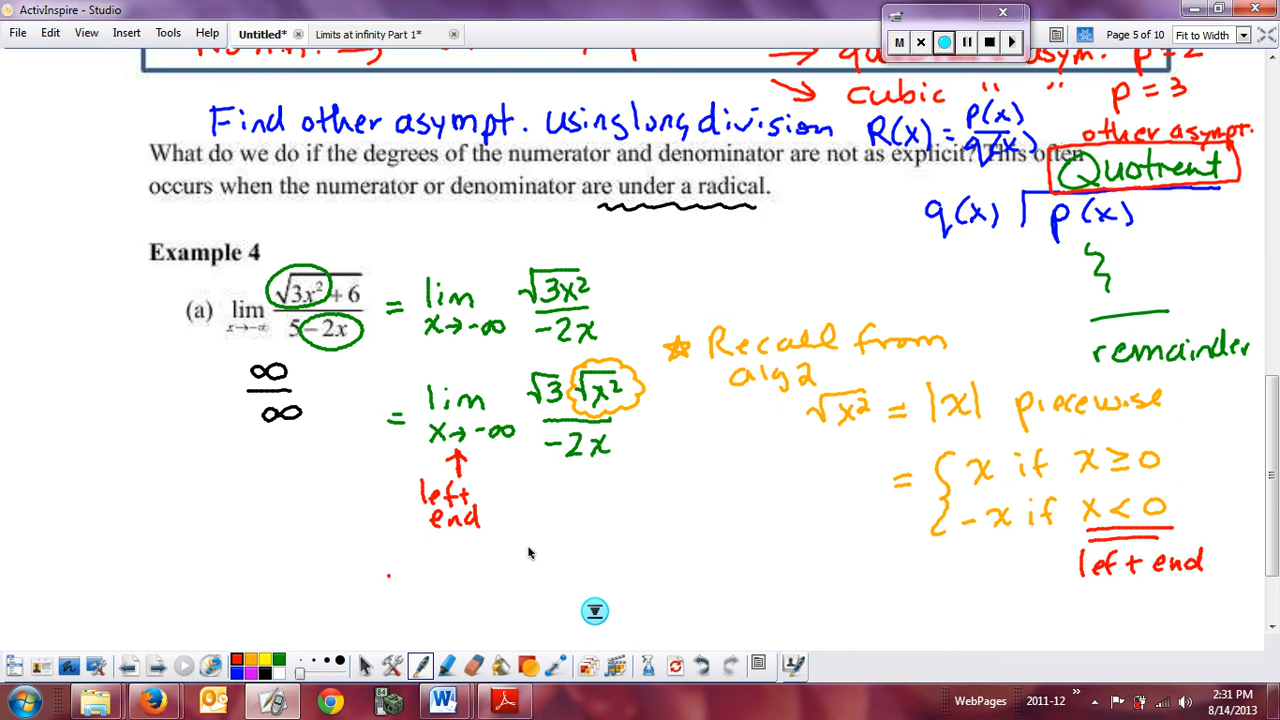 ActivInspire - Studio
File Edit View Insert Tools Help
Untitled* Limits at infinity Part 1*
M
Page 5 of 10 Fit to Width
asym. p = 2
cubic " " p = 3
Find other asympt. using long division R(x) = p(x)/q(x)
other asympt.
What do we do if the degrees of the numerator and denominator are not as explicit? This often
occurs when the numerator or denominator are under a radical.
Quotient
q(x) p(x)
remainder
Example 4
(a) lim x→-∞ √3x² + 6 / 5 - 2x = lim x→-∞ √3x² / -2x
∞ / ∞
= lim x→-∞ √3 √x² / -2x
left
end
☆ Recall from
alg 2
√x² = |x| piecewise
= { x if x ≥ 0
-x if x < 0
left end
WebPages 2011-12 »
2:31 PM
8/14/2013